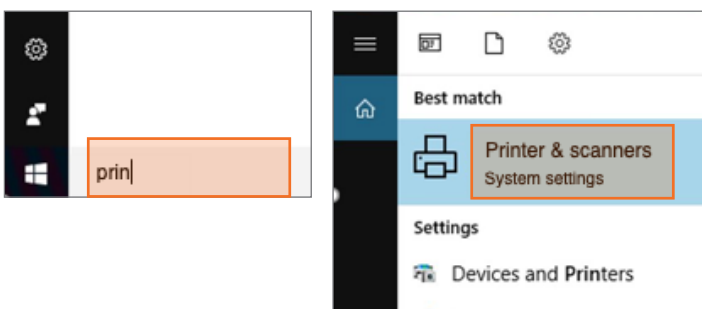 prin
Best match
Printer & scanners
System settings
Settings
Devices and Printers